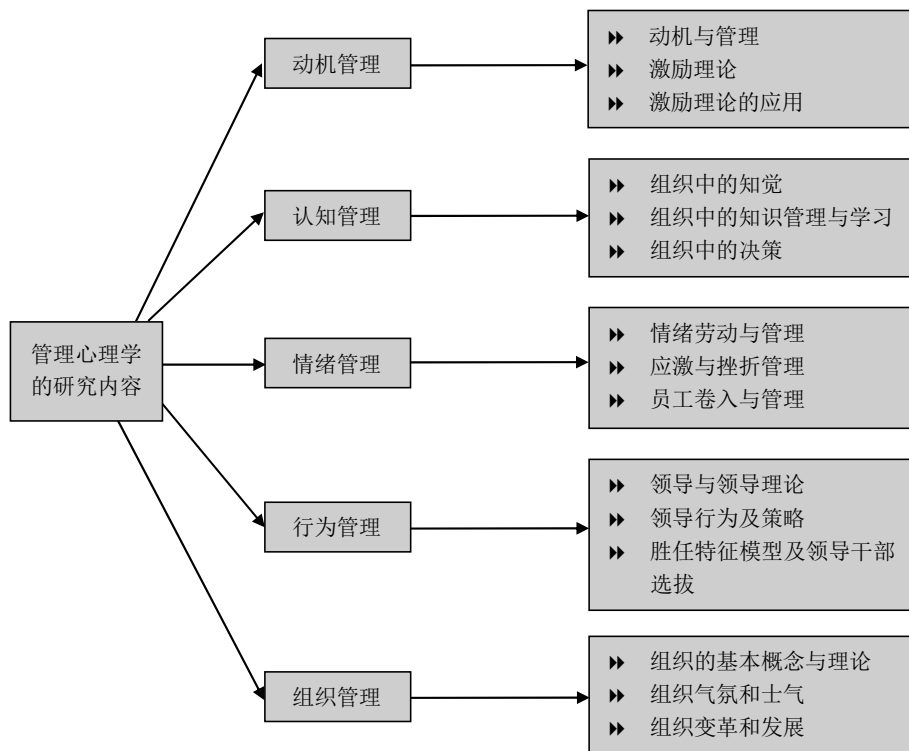 管理心理学
的研究内容
动机管理
动机与管理
激励理论
激励理论的应用
认知管理
组织中的知觉
组织中的知识管理与学习
组织中的决策
情绪管理
情绪劳动与管理
应激与挫折管理
员工卷入与管理
行为管理
领导与领导理论
领导行为及策略
胜任特征模型及领导干部
选拔
组织管理
组织的基本概念与理论
组织气氛和士气
组织变革和发展